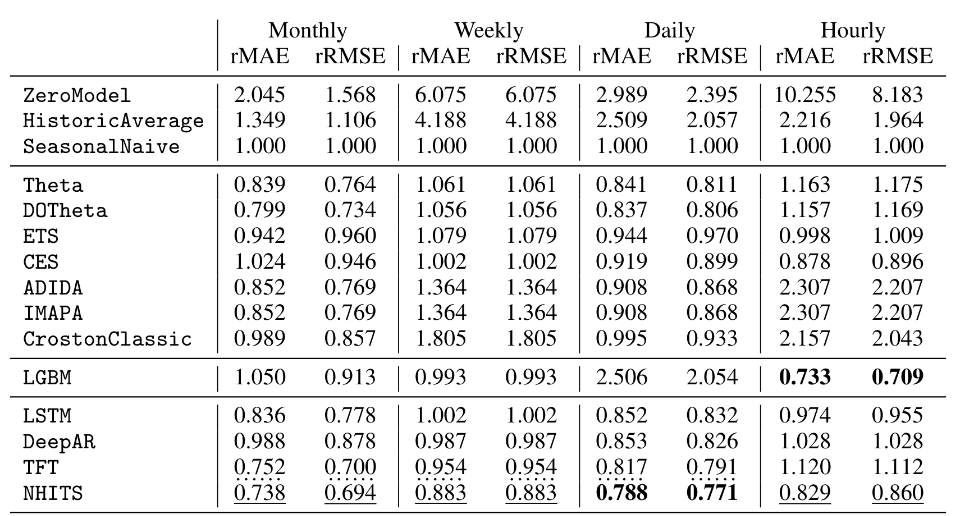 Monthly Weekly Daily Hourly
rMAE rRMSE rMAE rRMSE rMAE rRMSE rMAE rRMSE
ZeroModel 2.045 1.568 6.075 6.075 2.989 2.395 10.255 8.183
HistoricAverage 1.349 1.106 4.188 4.188 2.509 2.057 2.216 1.964
SeasonalNaive 1.000 1.000 1.000 1.000 1.000 1.000 1.000 1.000
Theta 0.839 0.764 1.061 1.061 0.841 0.811 1.163 1.175
DOTheta 0.799 0.734 1.056 1.056 0.837 0.806 1.157 1.169
ETS 0.942 0.960 1.079 1.079 0.944 0.970 0.998 1.009
CES 1.024 0.946 1.002 1.002 0.919 0.899 0.878 0.896
ADIDA 0.852 0.769 1.364 1.364 0.908 0.868 2.307 2.207
IMAPA 0.852 0.769 1.364 1.364 0.908 0.868 2.307 2.207
CrostonClassic 0.989 0.857 1.805 1.805 0.995 0.933 2.157 2.043
LGBM 1.050 0.913 0.993 0.993 2.506 2.054 0.733 0.709
LSTM 0.836 0.778 1.002 1.002 0.852 0.832 0.974 0.955
DeepAR 0.988 0.878 0.987 0.987 0.853 0.826 1.028 1.028
TFT 0.752 0.700 0.954 0.954 0.817 0.791 1.120 1.112
NHITS 0.738 0.694 0.883 0.883 0.788 0.771 0.829 0.860